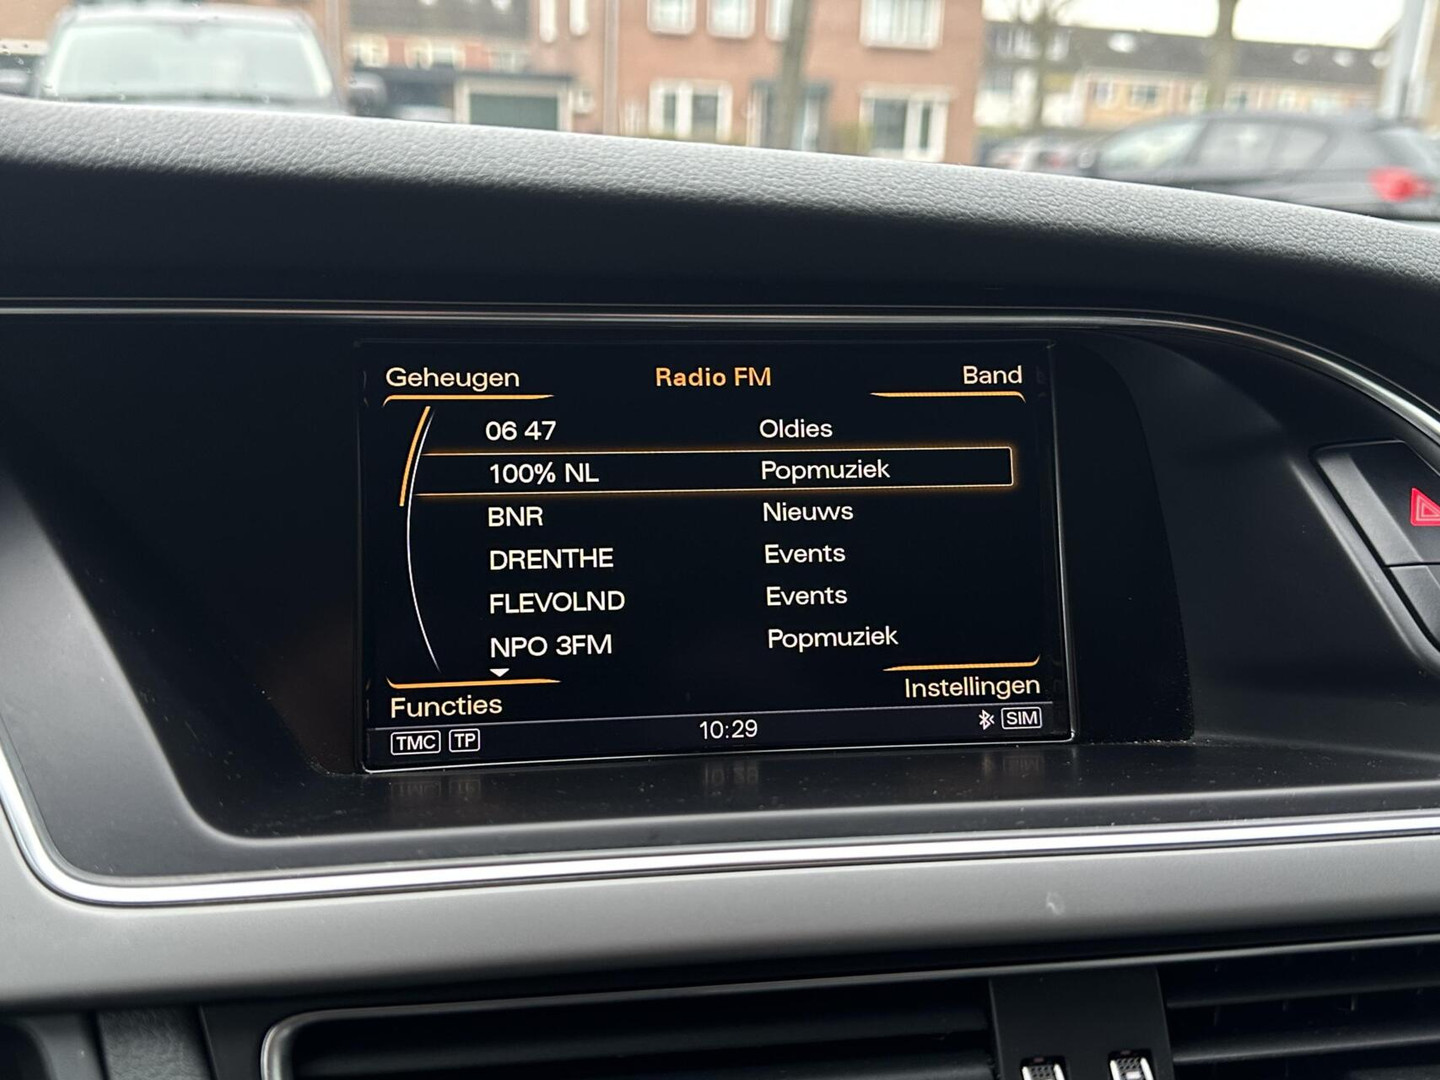 Geheugen Radio FM Band
06 47 Oldies
100% NL Popmuziek
BNR Nieuws
DRENTHE Events
FLEVOLND Events
NPO 3FM Popmuziek
Functies Instellingen
TMC TP 10:29 SIM